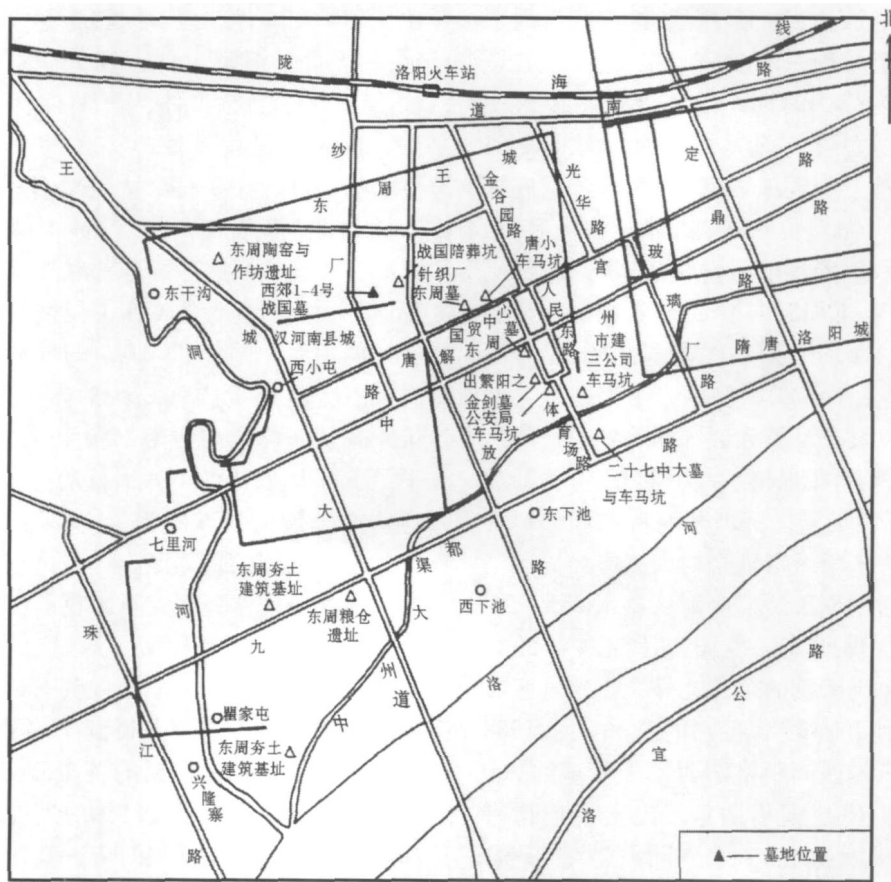 北
陇海线
洛阳火车站
道南路
王城路
纱厂路
东周王城
金谷园路
光华路
定鼎路
唐宫路
玻璃厂路
东周陶窑与
作坊遗址
战国陪葬坑
针织厂
东周墓
唐小
车马坑
西郊1-4号
战国墓
东干沟
涧河
汉河南县城
西小屯
人民东路
国贸中心
东周墓
解放路
中州路
市建
三公司
车马坑
隋唐洛阳城
出繁阳之
金剑墓
公安局
车马坑
体育场路
二十七中大墓
与车马坑
七里河
东下池
西下池
东周夯土
建筑基址
东周粮仓
遗址
九都路
中州大渠
大道
洛河
洛宜公路
珠江路
瞿家屯
东周夯土
建筑基址
兴隆寨
▲—墓地位置